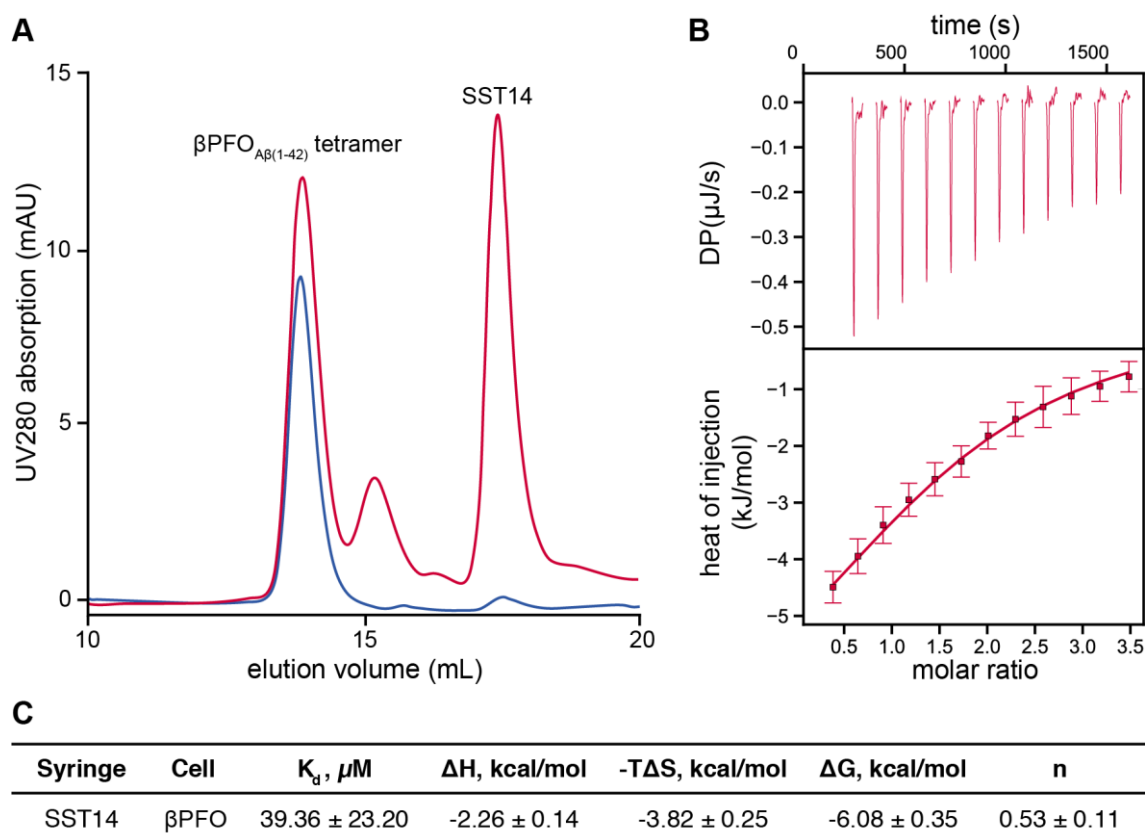 A
UV280 absorption (mAU)
15
10
5
0
βPFO Aβ(1-42) tetramer
SST14
10
15
20
elution volume (mL)
B
time (s)
0
500
1000
1500
DP(μJ/s)
0.0
−0.1
−0.2
−0.3
−0.4
−0.5
heat of injection
(kJ/mol)
−1
−2
−3
−4
−5
0.5
1.0
1.5
2.0
2.5
3.0
3.5
molar ratio
C
Syringe Cell Kd , μM ΔH, kcal/mol -TΔS, kcal/mol ΔG, kcal/mol n
SST14 βPFO 39.36 ± 23.20 -2.26 ± 0.14 -3.82 ± 0.25 -6.08 ± 0.35 0.53 ± 0.11